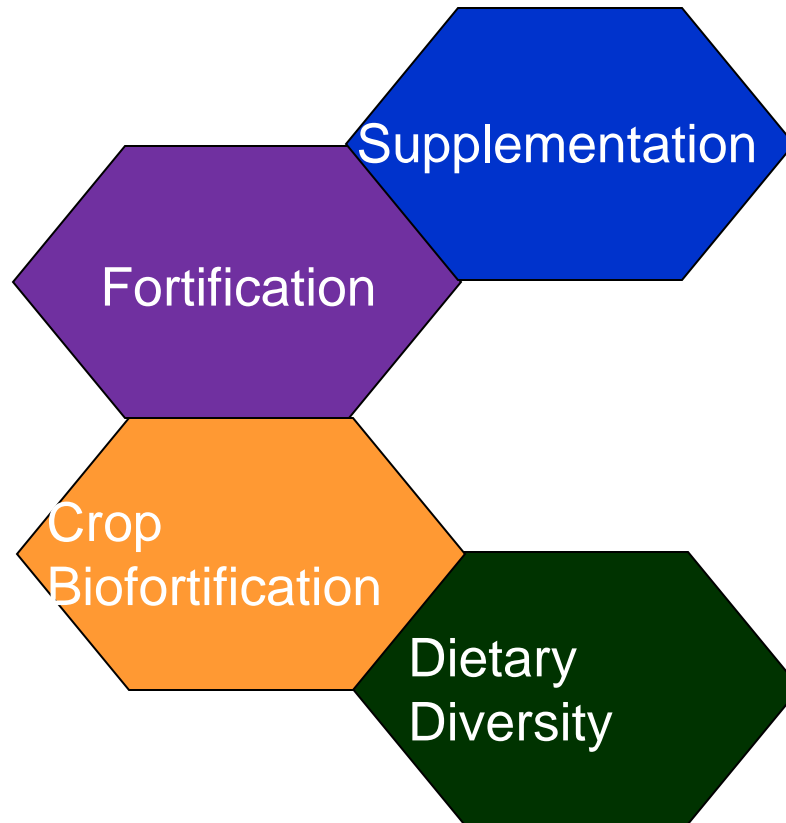 Supplementation
Fortification
Crop
Biofortification
Dietary
Diversity